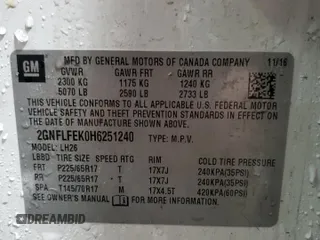 GM
MFD BY GENERAL MOTORS OF CANADA COMPANY 11/16
GVWR GAWR FRT GAWR RR
2300 KG 1175 KG 1240 KG
5070 LB 2590 LB 2733 LB
THIS VEHICLE CONFORMS TO ALL APPLICABLE U.S. FEDERAL MOTOR
VEHICLE SAFETY AND THEFT PREVENTION STANDARDS IN EFFECT ON
THE DATE OF MANUFACTURE SHOWN ABOVE.
2GNFLFEK0H6251240 TYPE: M.P.V.
MODEL: LH26
TIRE SIZE SPEED RTG RIM COLD TIRE PRESSURE
FRT P225/65R17 T 17X7J 240KPA(35PSI)
RR P225/65R17 T 17X7J 240KPA(35PSI)
SPA T145/70R17 M 17X4.5T 420KPA(60PSI)
SEE OWNER'S MANUAL FOR ADDITIONAL INFORMATION.
DREAMBID